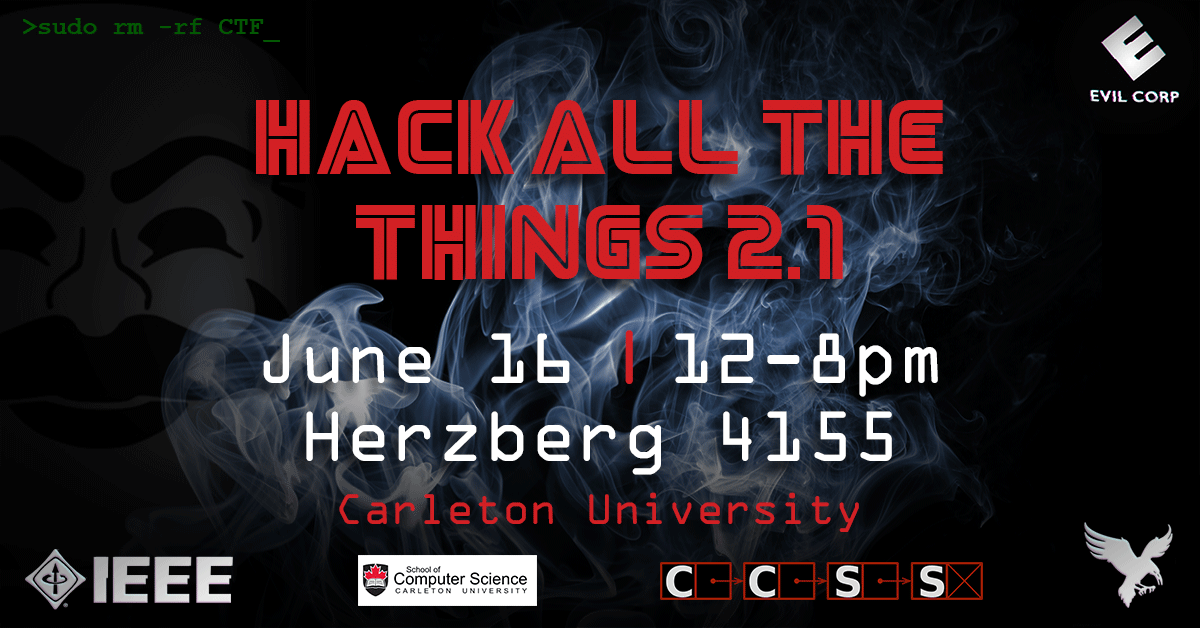 >sudo rm -rf CTF_
EVIL CORP
HACK ALL THE
THINGS 2.1
June 16 | 12-8pm
Herzberg 4155
Carleton University
IEEE
School of
Computer Science
CARLETON UNIVERSITY
C C S S